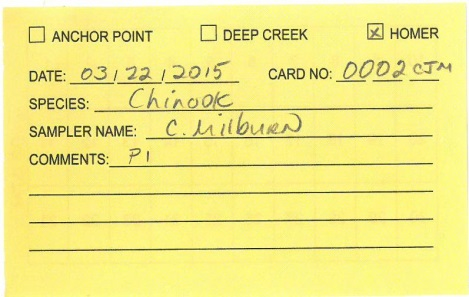 ☐ ANCHOR POINT ☐ DEEP CREEK ☒ HOMER
DATE: 03/22/2015 CARD NO: 0002 CJM
SPECIES: Chinook
SAMPLER NAME: C. Milburn
COMMENTS: P1